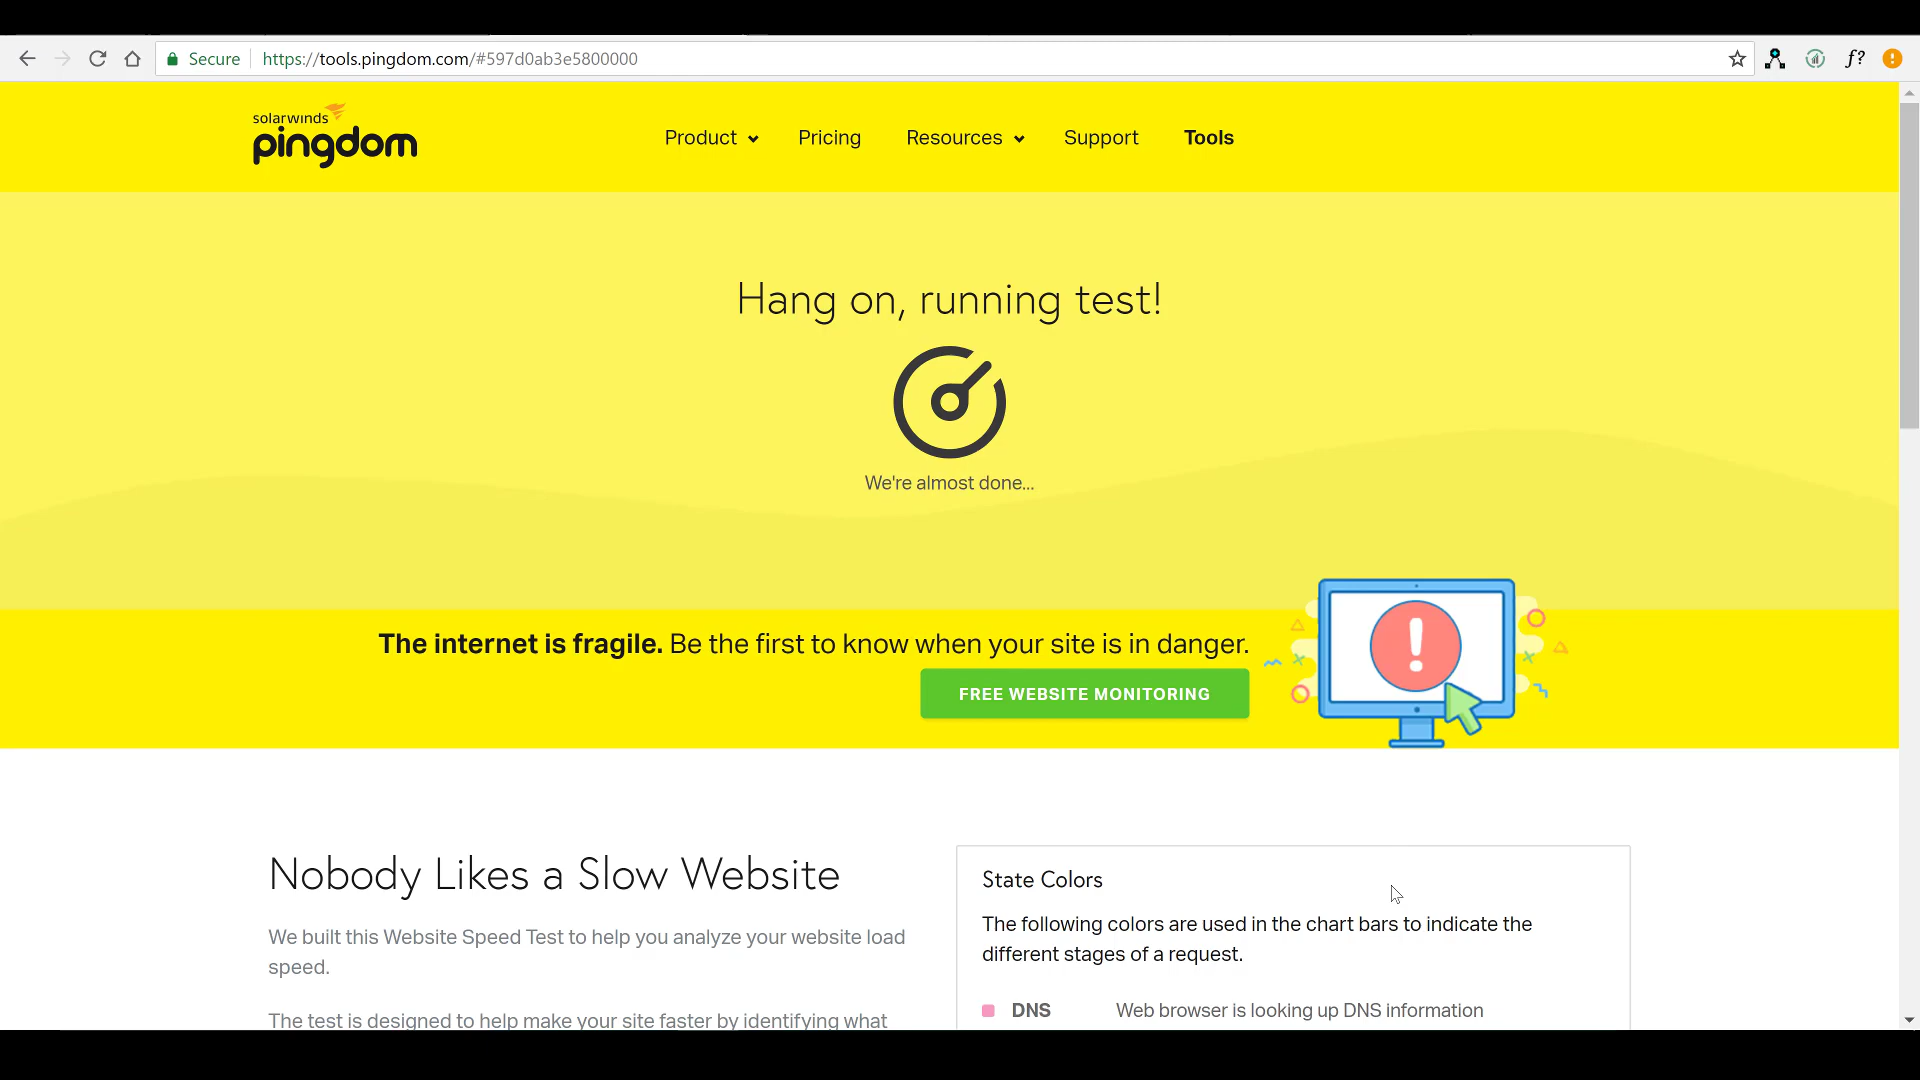 Secure
https://tools.pingdom.com/#597d0ab3e5800000
f?
solarwinds
pingdom
Product
Pricing
Resources
Support
Tools
Hang on, running test!
We're almost done...
The internet is fragile. Be the first to know when your site is in danger.
FREE WEBSITE MONITORING
!
Nobody Likes a Slow Website
We built this Website Speed Test to help you analyze your website load
speed.
The test is designed to help make your site faster by identifying what
State Colors
The following colors are used in the chart bars to indicate the
different stages of a request.
DNS
Web browser is looking up DNS information